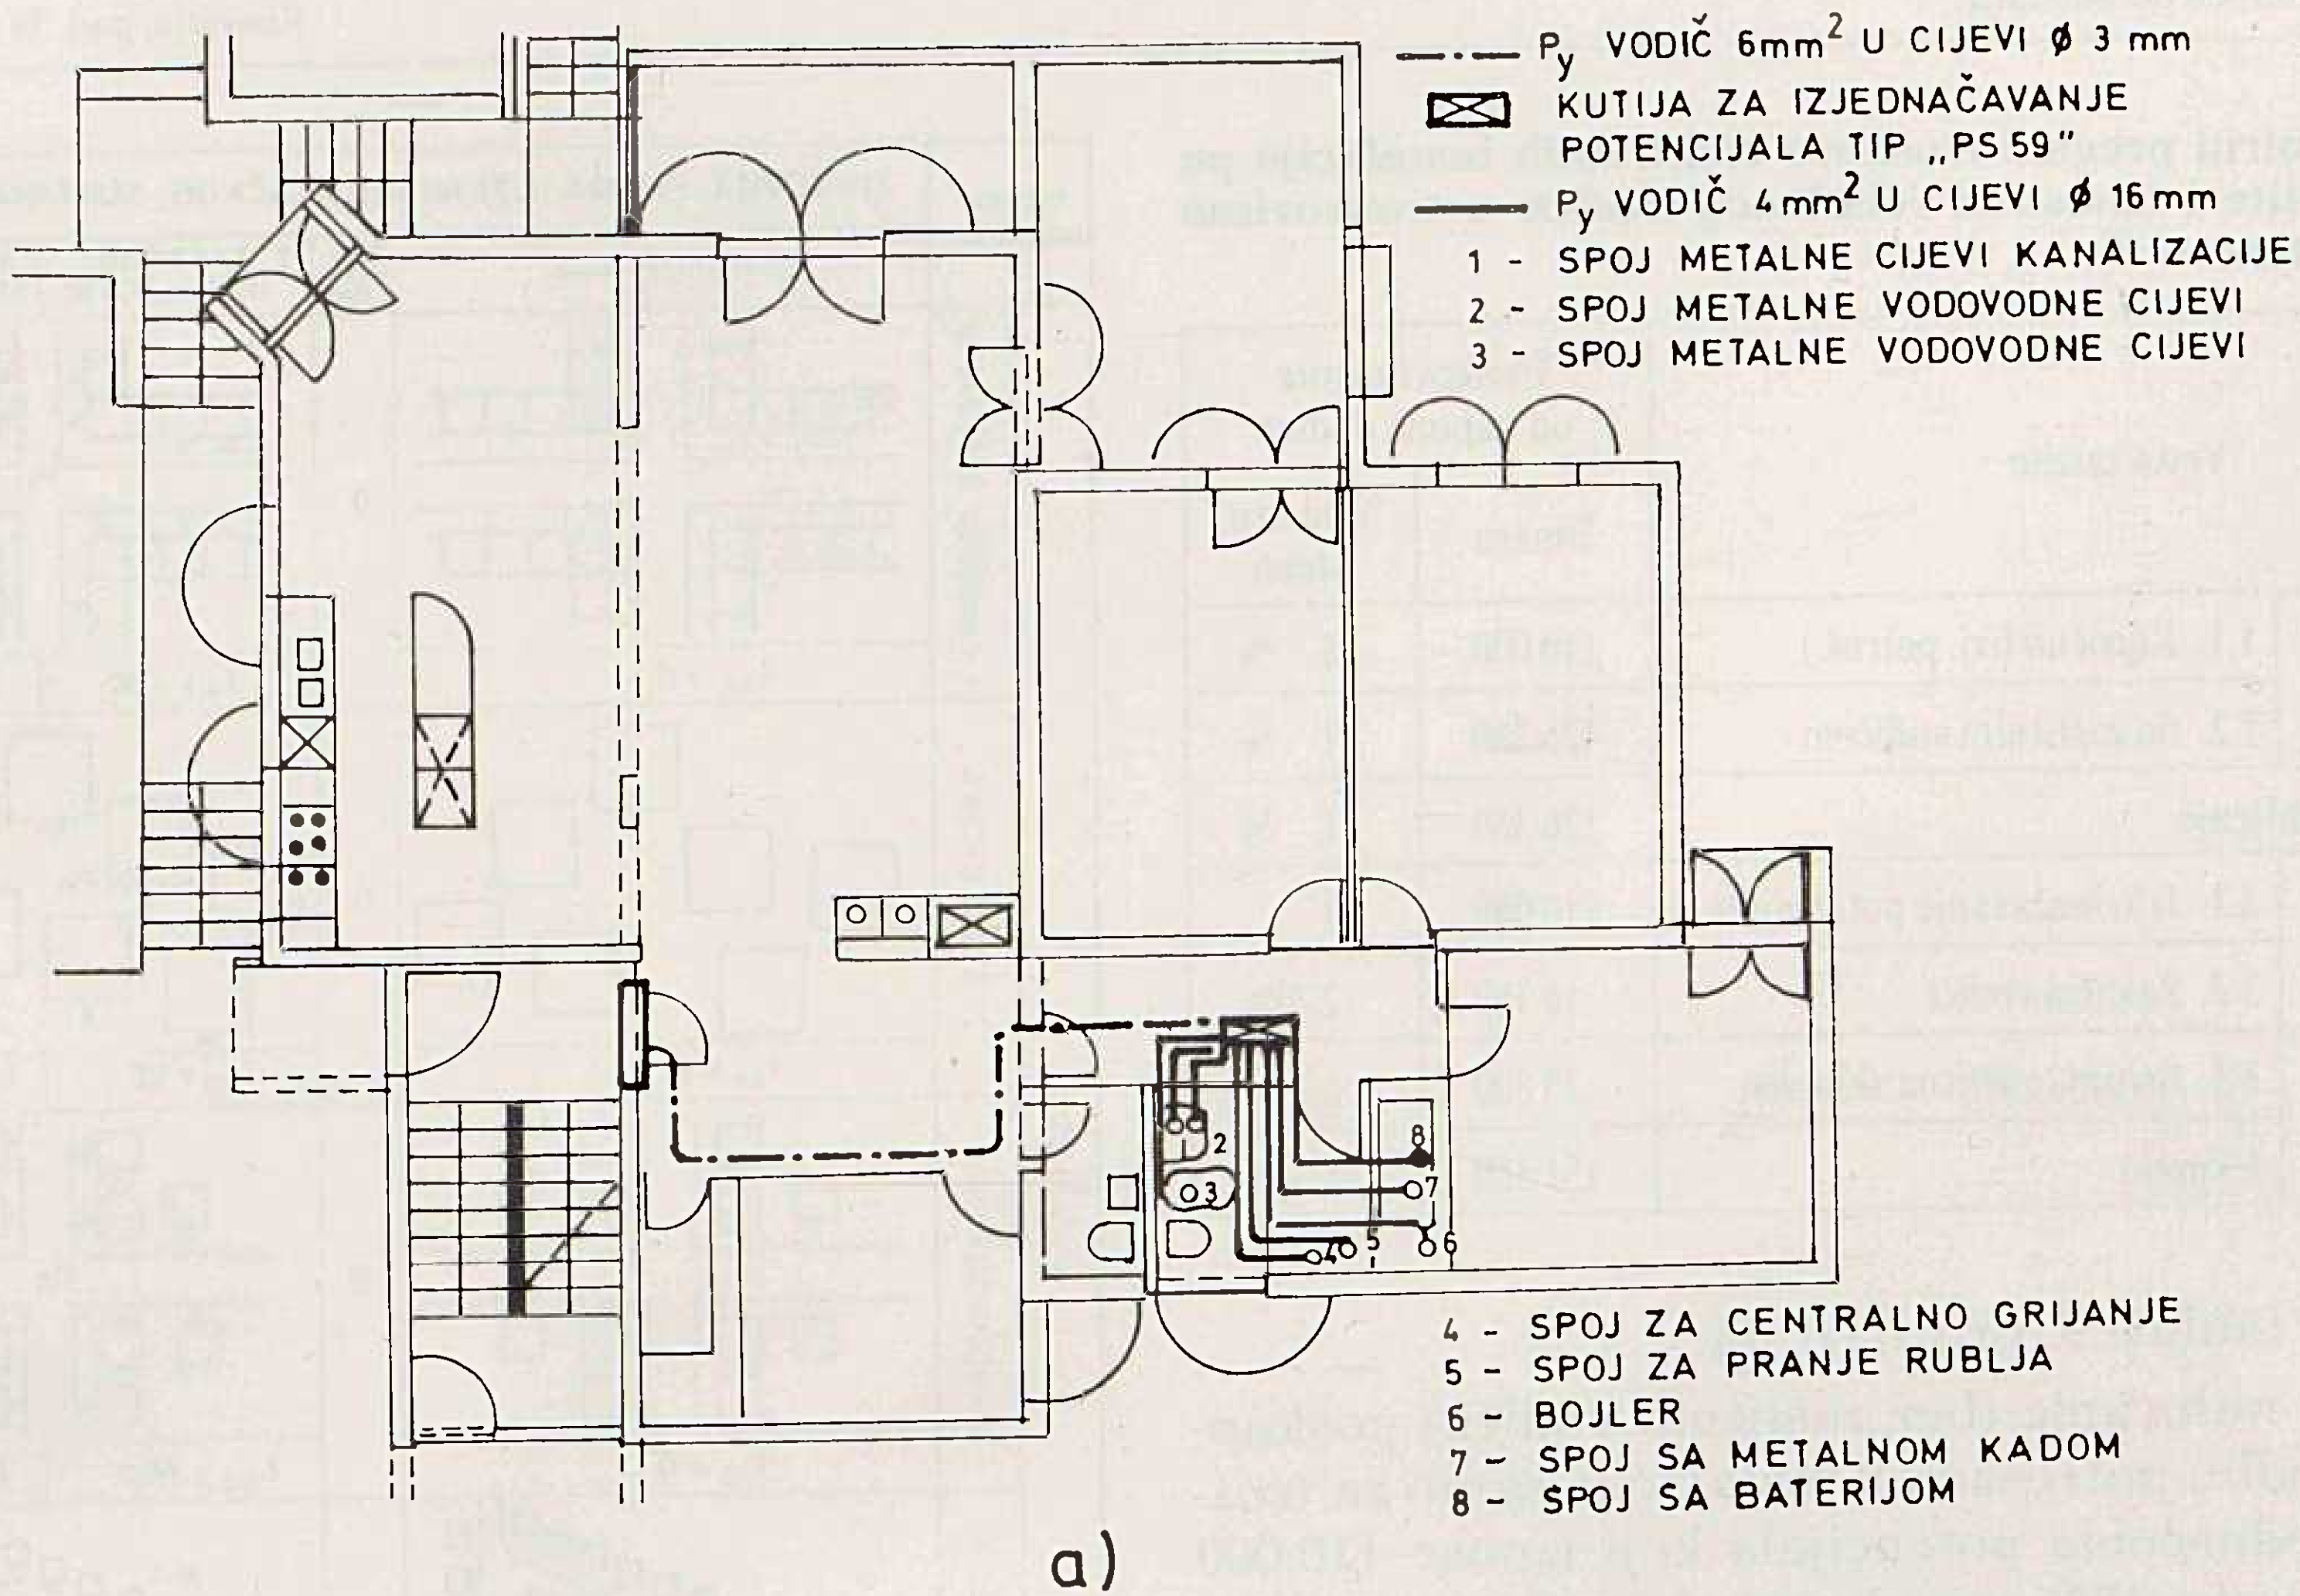 Py VODIČ 6mm² U CIJEVI ø 3 mm
KUTIJA ZA IZJEDNAČAVANJE
POTENCIJALA TIP „PS 59”
Py VODIČ 4mm² U CIJEVI ø 16mm
1 - SPOJ METALNE CIJEVI KANALIZACIJE
2 - SPOJ METALNE VODOVODNE CIJEVI
3 - SPOJ METALNE VODOVODNE CIJEVI
8
2
7
3
5
4
6
4 - SPOJ ZA CENTRALNO GRIJANJE
5 - SPOJ ZA PRANJE RUBLJA
6 - BOJLER
7 - SPOJ SA METALNOM KADOM
8 - SPOJ SA BATERIJOM
a)